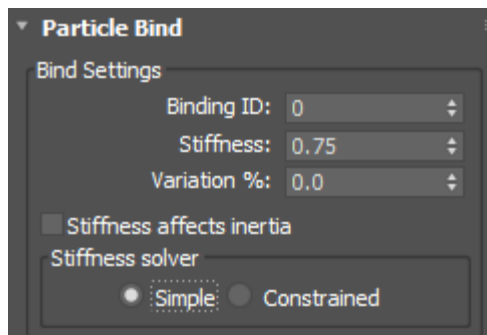 Particle Bind
Bind Settings
Binding ID: 0
Stiffness: 0.75
Variation %: 0.0
Stiffness affects inertia
Stiffness solver
Simple Constrained